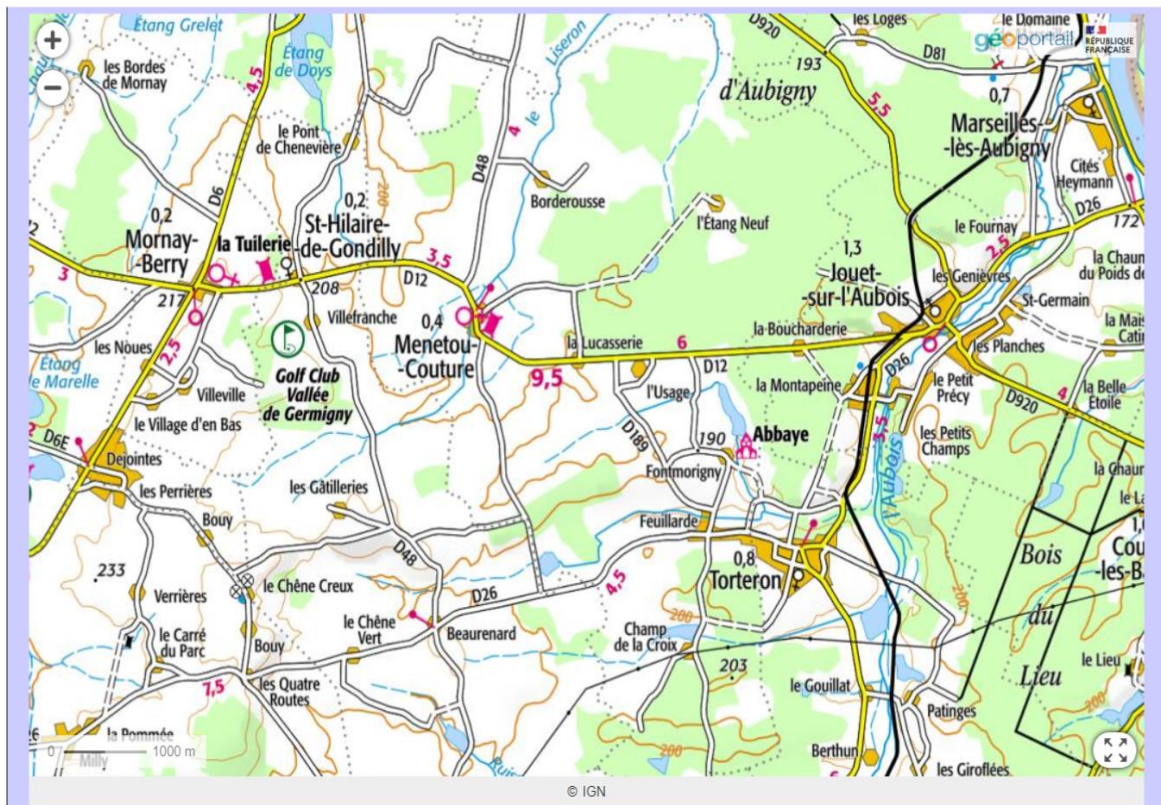 Étang Grelet
les Bordes
de Mornay
4,5
Étang
de Doys
le Pont
de Chenevière
D6
200
0,2
Mornay-
-Berry
217
3
la Tuilerie
0,2
St-Hilaire-
-de-Gondilly
208
D12
3,5
D48
4
le Liseron
Borderousse
l'Étang Neuf
d'Aubigny
D920
193
5,5
les Loges
D81
le Domaine
géoportail
RÉPUBLIQUE
FRANÇAISE
0,7
Marseilles-
-lès-Aubigny
Cités
Heymann
D26
172
le Fournay
2,5
la Chaum
du Poids de
1,3
Jouet-
-sur-l'Aubois
les Genièvres
St-Germain
la Mais
les Planches
la Boucharderie
la Lucasserie
6
D12
9,5
0,4
Menetou-
-Couture
Villefranche
Golf Club
Vallée
de Germigny
les Noues
2,5
Étang
de Marelle
Villeville
le Village d'en Bas
D6E
Dejointes
les Perrières
Bouy
les Gâtilleries
l'Usage
D189
190
Abbaye
Fontmorigny
la Montapeine
D26
3,5
le Petit
Précy
les Petits
Champs
l'Aubois
D920
4
la Belle
Étoile
Feuillarde
0,8
Torteron
4,5
D26
D48
233
le Chêne Creux
Verrières
le Carré
du Parc
Bouy
le Chêne
Vert
Beaurenard
7,5
les Quatre
Routes
la Pommée
Milly
Champ
de la Croix
200
203
200
200
le Gouillat
Patinges
Berthun
les Giroflées
Bois
du
Lieu
le Lieu
200
0
1000 m
© IGN